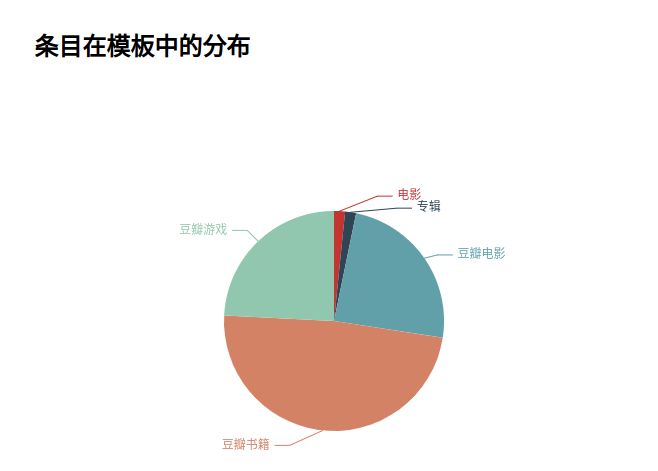 条目在模板中的分布
电影
专辑
豆瓣游戏
豆瓣电影
豆瓣书籍